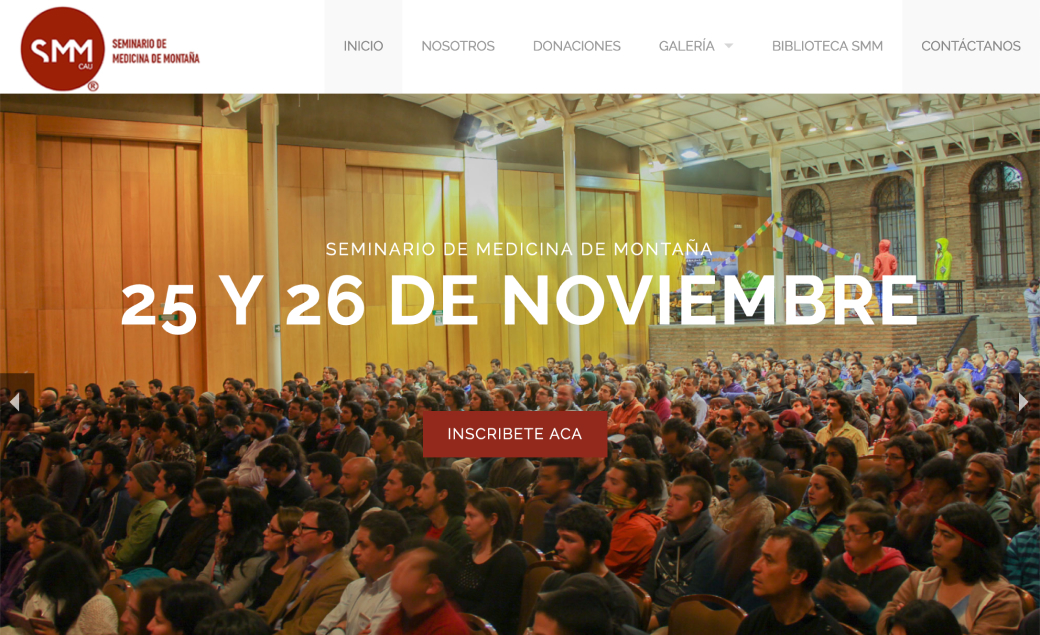 SMM
CAU
®
SEMINARIO DE
MEDICINA DE MONTAÑA
INICIO
NOSOTROS
DONACIONES
GALERÍA
BIBLIOTECA SMM
CONTÁCTANOS
SEMINARIO DE MEDICINA DE MONTAÑA
25 Y 26 DE NOVIEMBRE
INSCRIBETE ACA